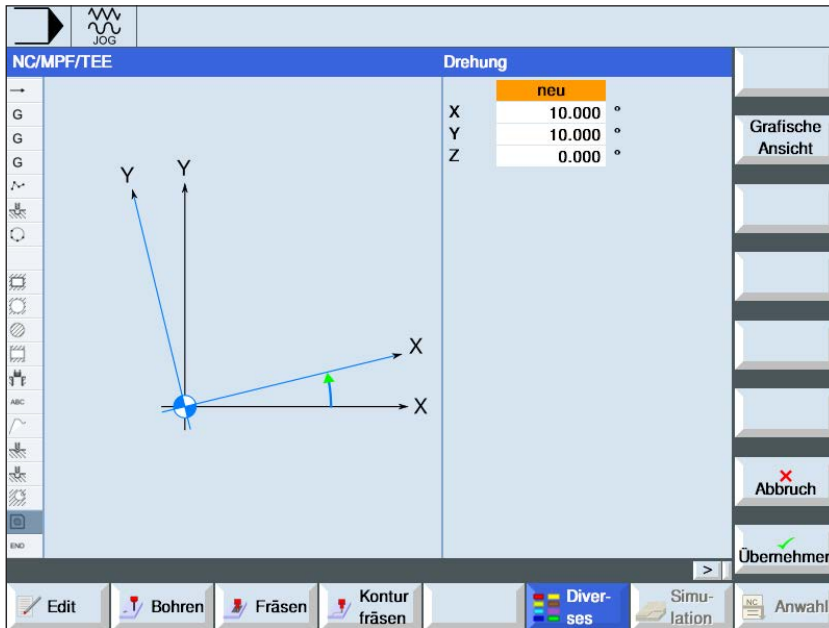 JOG
NC/MPF/TEE
Drehung
neu
X 10.000 °
Y 10.000 °
Z 0.000 °
Grafische
Ansicht
G
G
G
ABC
END
Y
Y
X
X
Abbruch
Übernehmen
>
Edit
Bohren
Fräsen
Kontur
fräsen
Diver-
ses
Simu-
lation
NC
Anwahl